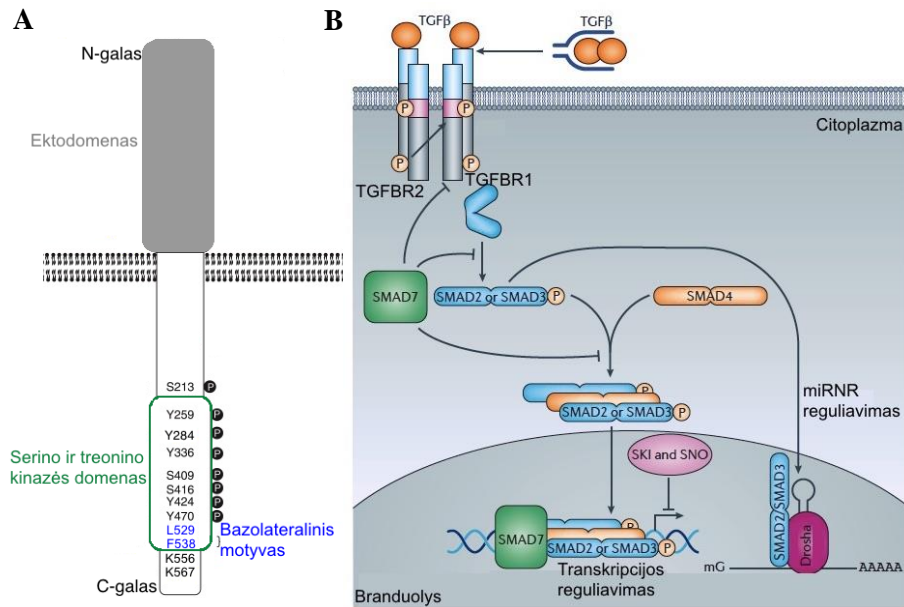 A
N-galas
Ektodomenas
S213 P
Y259 P
Y284 P
Y336 P
S409 P
S416 P
Y424 P
Y470 P
L529
F538
K556
K567
Serino ir treonino
kinazės domenas
Bazolateralinis
motyvas
C-galas
B
TGFβ
TGFβ
Citoplazma
P
P
P
P
TGFBR2
TGFBR1
SMAD7
SMAD2 or SMAD3 P
SMAD4
miRNR
reguliavimas
P
SMAD2 or SMAD3 P
SKI and SNO
SMAD2/SMAD3
Drosha
SMAD7
P
SMAD2 or SMAD3 P
Transkripcijos
reguliavimas
mG
AAAAA
Branduolys